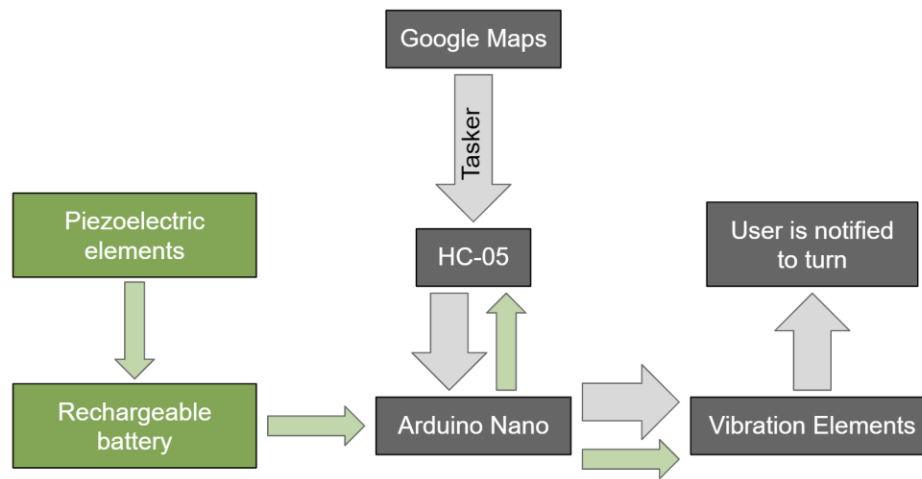 Google Maps
Tasker
Piezoelectric
elements
HC-05
User is notified
to turn
Rechargeable
battery
Arduino Nano
Vibration Elements